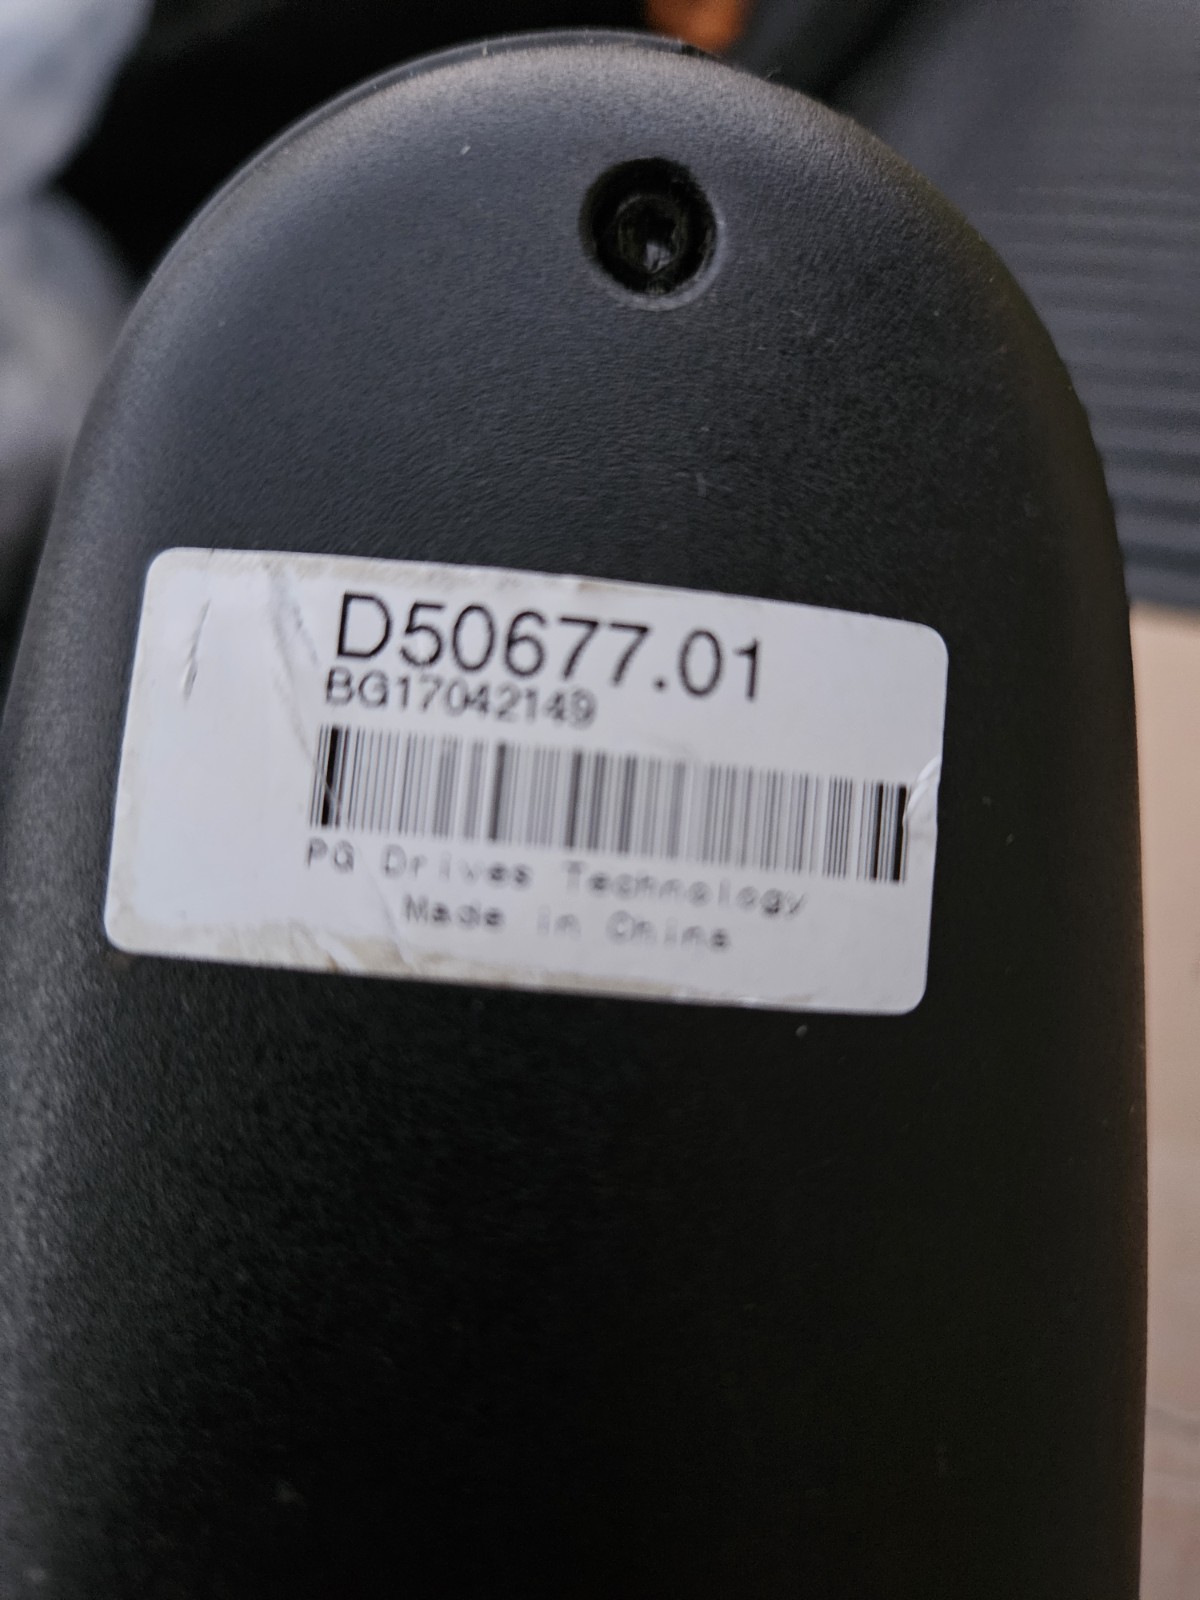 D50677.01
BG17042149
PG Drives Technology
Made in China